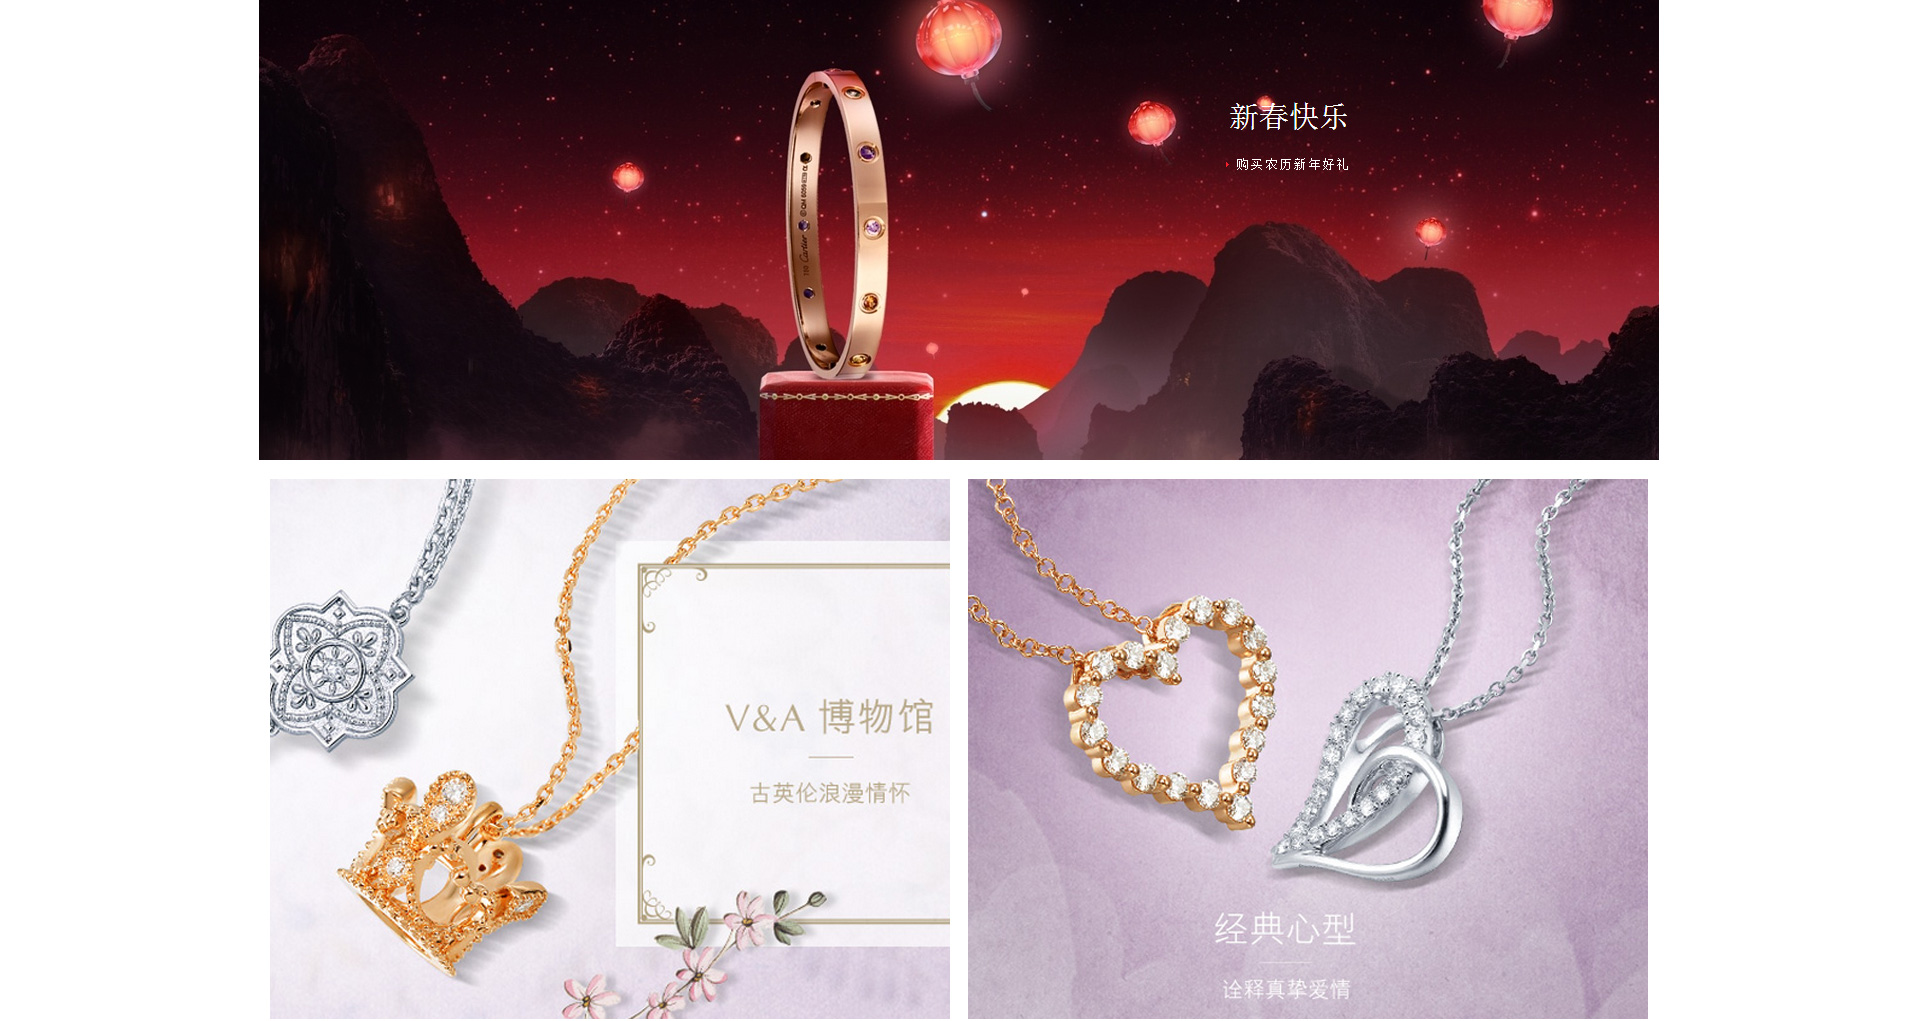 新春快乐
购买农历新年好礼
Cartier
V&A 博物馆
古英伦浪漫情怀
经典心型
诠释真挚爱情